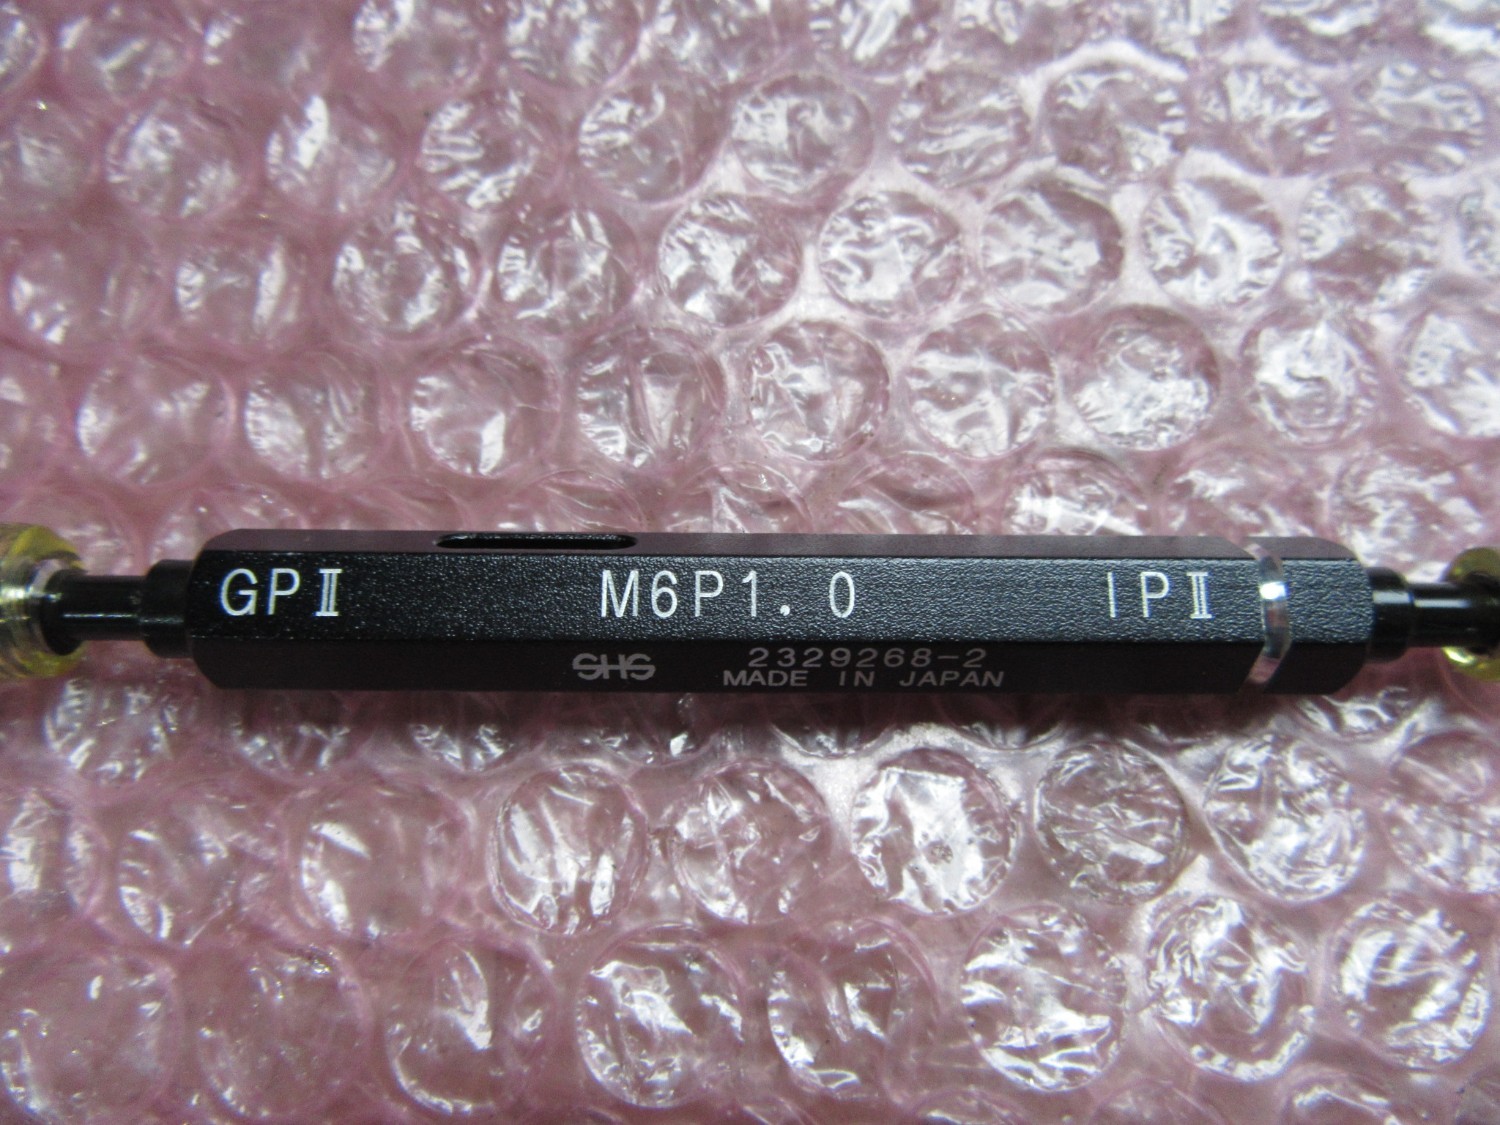 GPⅡ M6P1.0 IPⅡ
SHS 2329268-2
MADE IN JAPAN